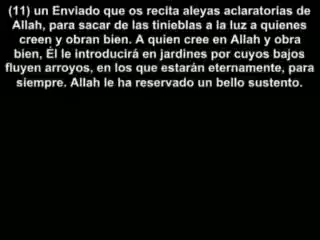 (11) un Enviado que os recita aleyas aclaratorias de
Allah, para sacar de las tinieblas a la luz a quienes
creen y obran bien. A quien cree en Allah y obra
bien, Él le introducirá en jardines por cuyos bajos
fluyen arroyos, en los que estarán eternamente, para
siempre. Allah le ha reservado un bello sustento.